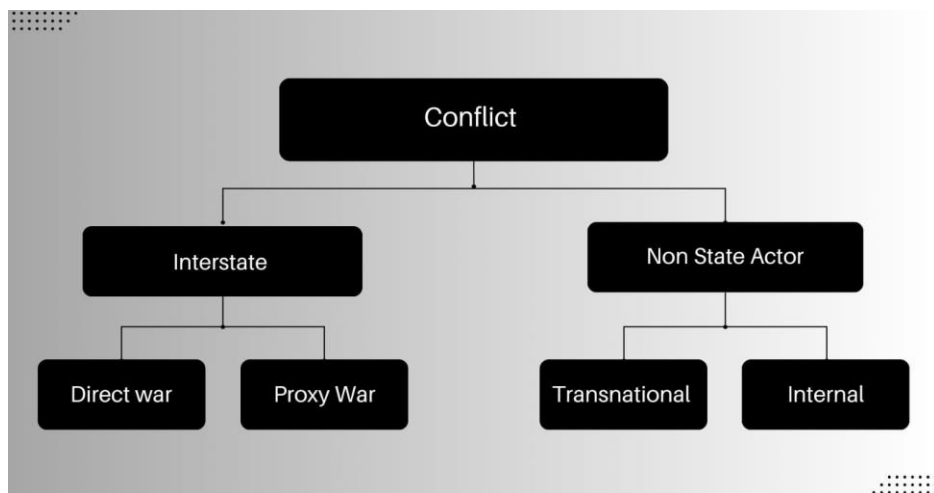 Conflict
Interstate
Non State Actor
Direct war
Proxy War
Transnational
Internal